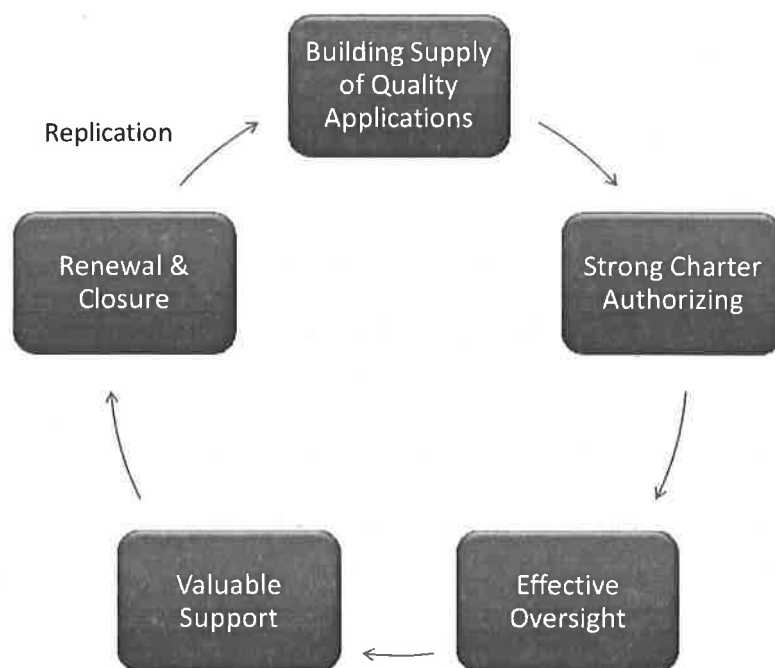 Building Supply
of Quality
Applications
Replication
Renewal &
Closure
Strong Charter
Authorizing
Valuable
Support
Effective
Oversight